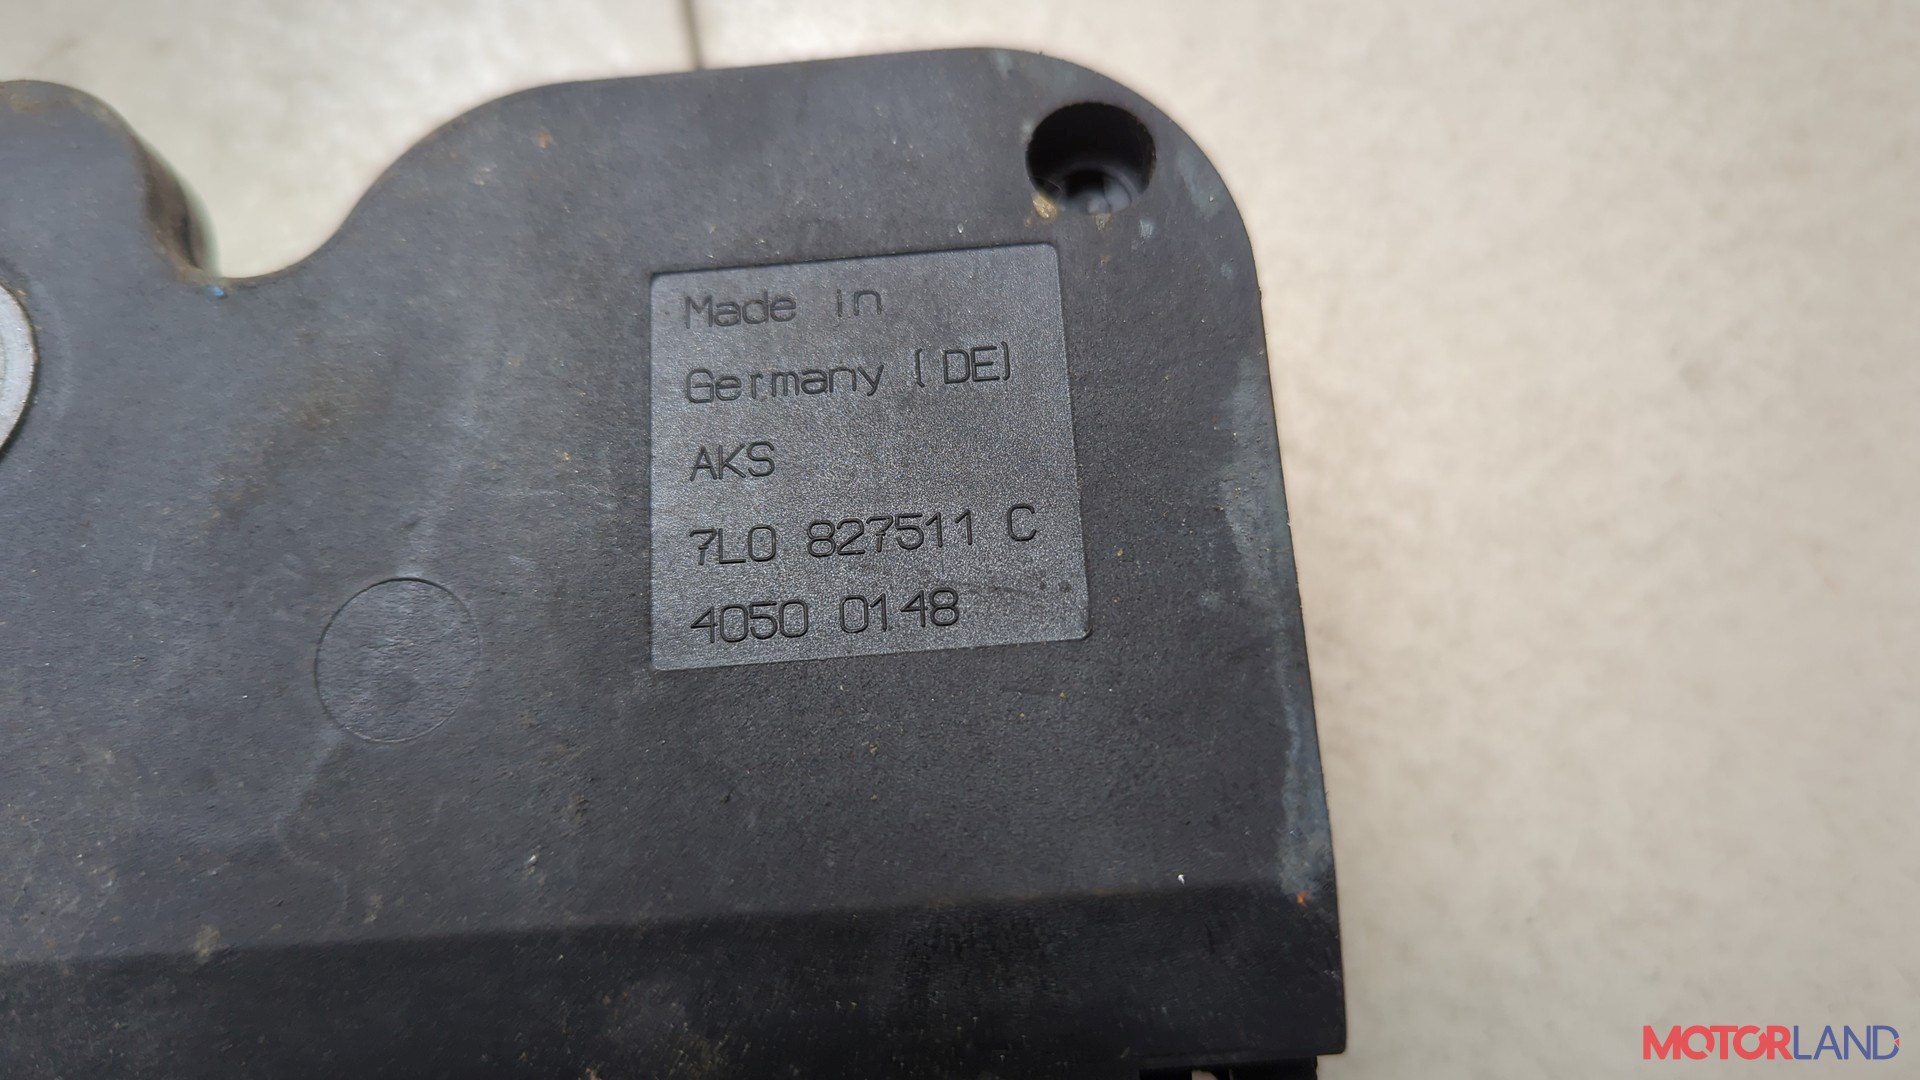 Made in
Germany (DE)
AKS
7L0 827511 C
4050 0148
MOTORLAND